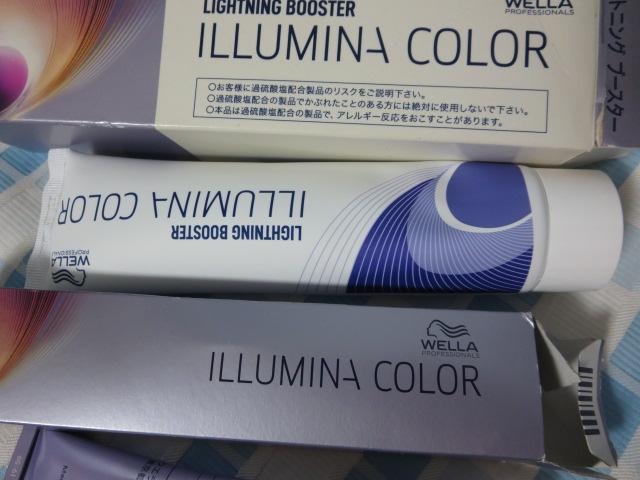 LIGHTNING BOOSTER
WELLA
PROFESSIONALS
ILLUMINA COLOR
○お客様に過硫酸塩配合製品のリスクをご説明下さい。
○過硫酸塩配合の製品でかぶれたことのある方には絶対に使用しないで下さい。
○本品は過硫酸塩配合の製品で、アレルギー反応をおこすことがあります。
トニング ブースター
LIGHTNING BOOSTER
ILLUMINA COLOR
WELLA
PROFESSIONALS
WELLA
PROFESSIONALS
ILLUMINA COLOR